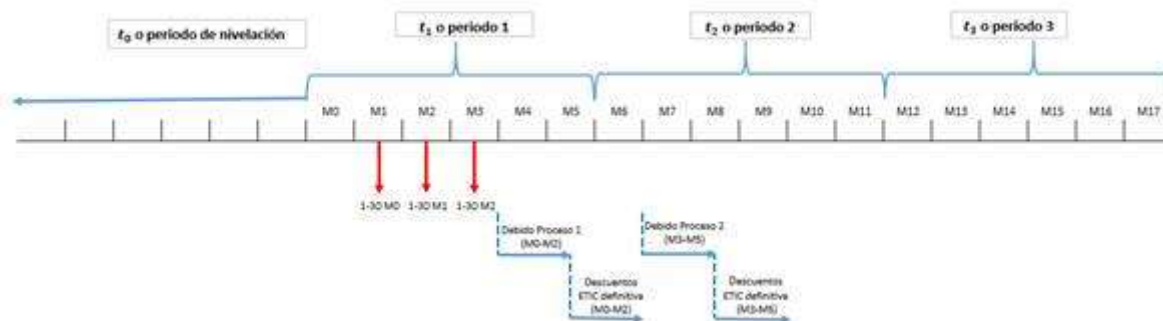 t₀ o periodo de nivelación
t₁ o periodo 1
t₂ o periodo 2
t₃ o periodo 3
M0 M1 M2 M3 M4 M5 M6 M7 M8 M9 M10 M11 M12 M13 M14 M15 M16 M17
1-30 M0 1-30 M1 1-30 M2
Debido Proceso 1
(M0-M2)
Debido Proceso 2
(M3-M5)
Descuentos
ETIC definitiva
(M0-M2)
Descuentos
ETIC definitiva
(M3-M5)